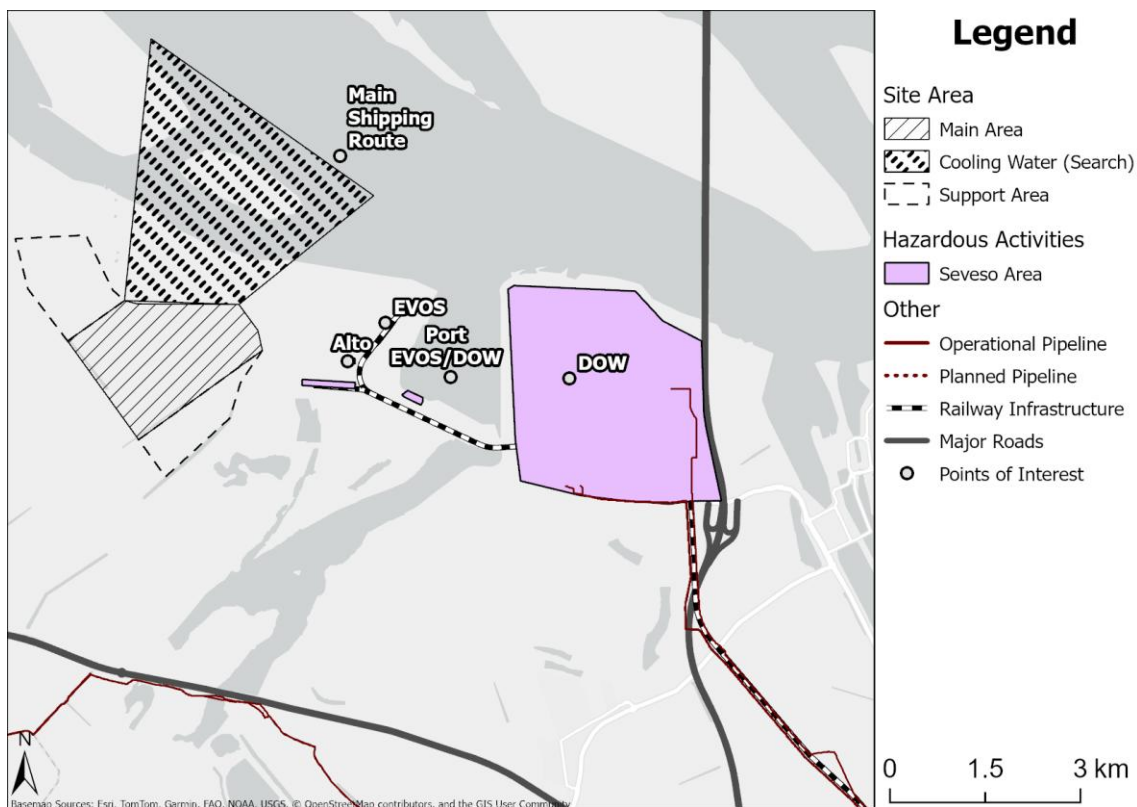 Main
Shipping
Route
EVOS
Alto
Port
EVOS/DOW
DOW
N
Basemap Sources: Esri, TomTom, Garmin, FAO, NOAA, USGS, © OpenStreetMap contributors, and the GIS User Community
Legend
Site Area
Main Area
Cooling Water (Search)
Support Area
Hazardous Activities
Seveso Area
Other
Operational Pipeline
Planned Pipeline
Railway Infrastructure
Major Roads
Points of Interest
0 1.5 3 km